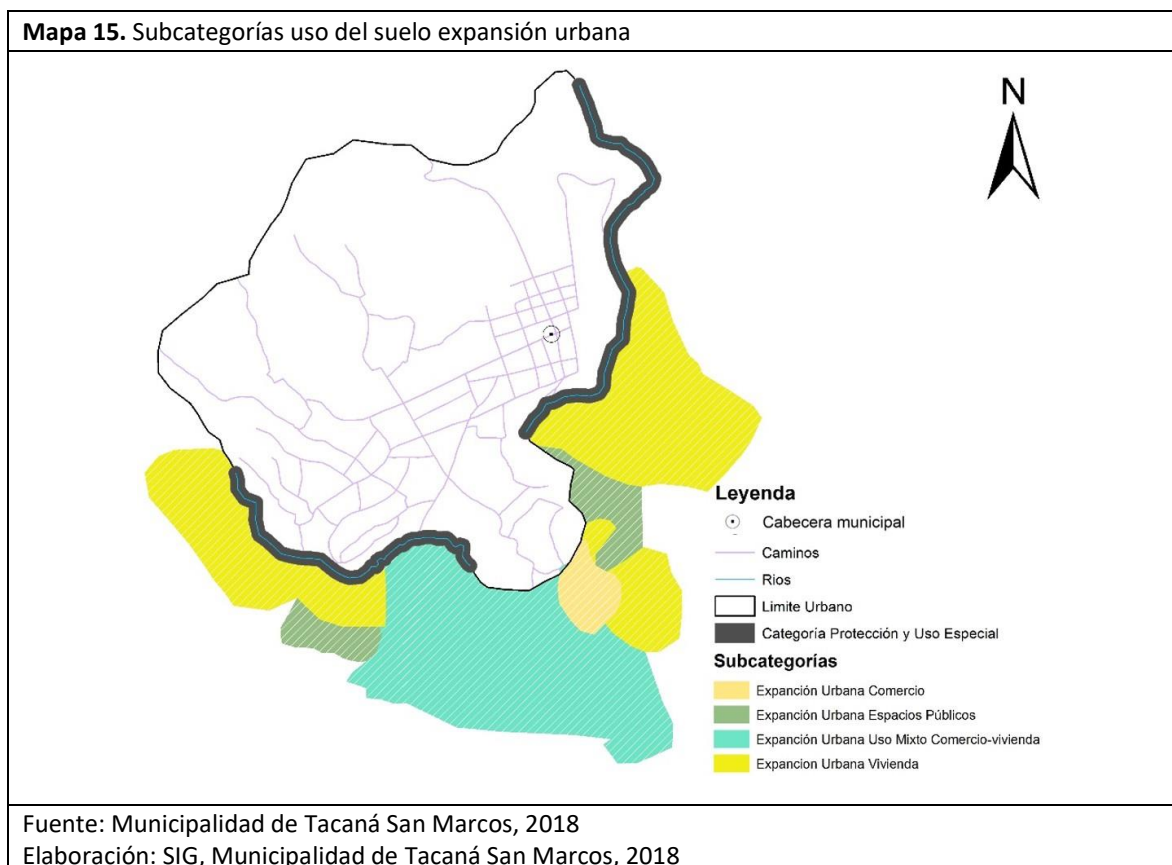 Mapa 15. Subcategorías uso del suelo expansión urbana
N
Leyenda
Cabecera municipal
Caminos
Rios
Limite Urbano
Categoría Protección y Uso Especial
Subcategorías
Expanción Urbana Comercio
Expanción Urbana Espacios Públicos
Expanción Urbana Uso Mixto Comercio-vivienda
Expancion Urbana Vivienda
Fuente: Municipalidad de Tacaná San Marcos, 2018
Elaboración: SIG, Municipalidad de Tacaná San Marcos, 2018